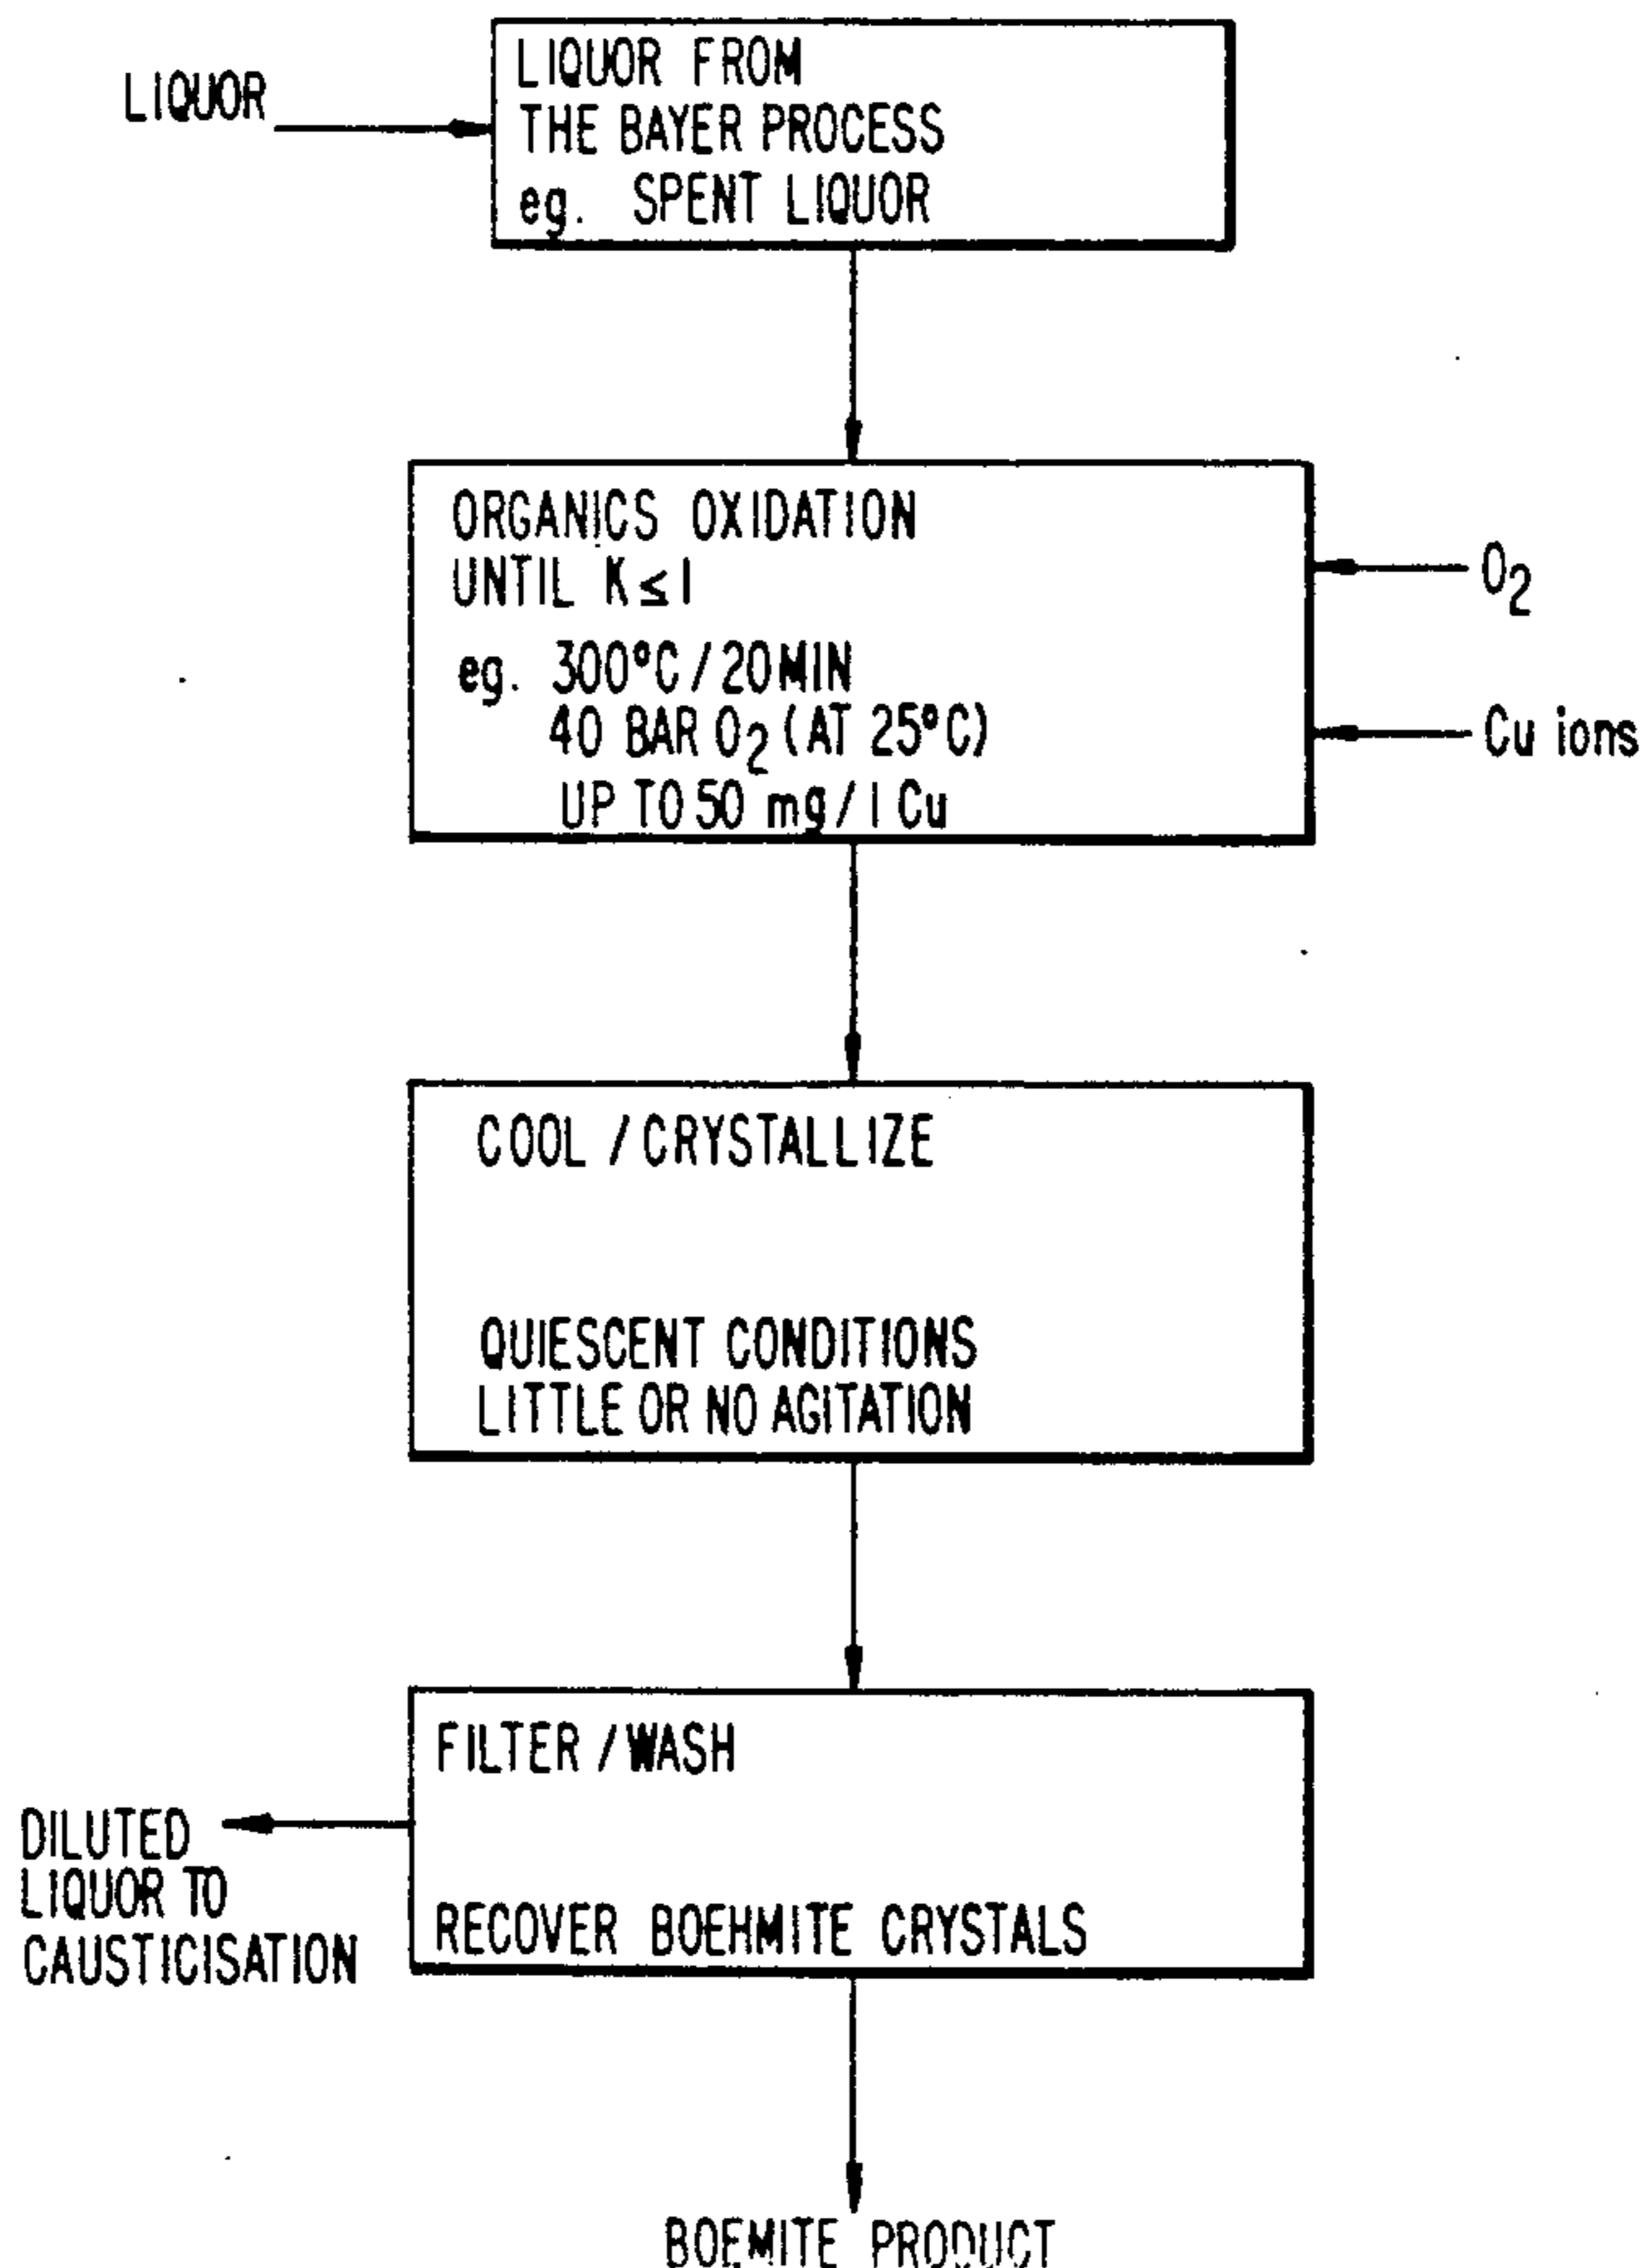 LIQUOR
LIQUOR FROM
THE BAYER PROCESS
eg. SPENT LIQUOR
ORGANICS OXIDATION
UNTIL K ≤ 1
eg. 300°C / 20 MIN
40 BAR O2 (AT 25°C)
UP TO 50 mg/l Cu
O2
Cu ions
COOL / CRYSTALLIZE
QUIESCENT CONDITIONS
LITTLE OR NO AGITATION
FILTER / WASH
RECOVER BOEHMITE CRYSTALS
DILUTED
LIQUOR TO
CAUSTICISATION
BOEMITE PRODUCT